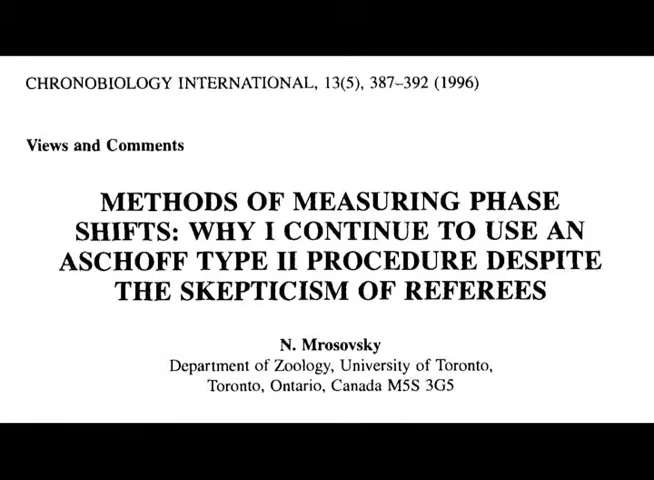 CHRONOBIOLOGY INTERNATIONAL, 13(5), 387–392 (1996)
Views and Comments
METHODS OF MEASURING PHASE
SHIFTS: WHY I CONTINUE TO USE AN
ASCHOFF TYPE II PROCEDURE DESPITE
THE SKEPTICISM OF REFEREES
N. Mrosovsky
Department of Zoology, University of Toronto,
Toronto, Ontario, Canada M5S 3G5